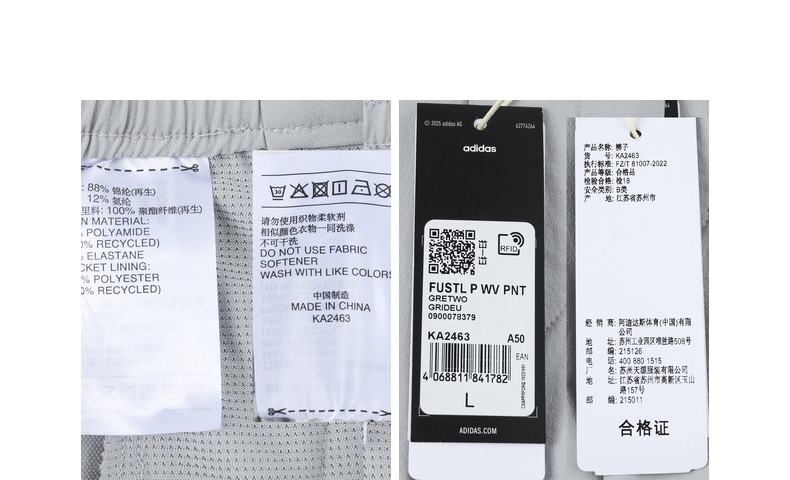 : 88% 锦纶(再生)
12% 氨纶
里料: 100% 聚酯纤维(再生)
N MATERIAL:
POLYAMIDE
0% RECYCLED)
ELASTANE
CKET LINING:
% POLYESTER
0% RECYCLED)
30
请勿使用织物柔软剂
相似颜色衣物一同洗涤
不可干洗
DO NOT USE FABRIC
SOFTENER
WASH WITH LIKE COLORS
中国制造
MADE IN CHINA
KA2463
© 2025 adidas AG
62774264
adidas
RFID
FUSTL P WV PNT
GRETWO
GRIDEU
0900078379
KA2463 A50
EAN
4 068811 841782
L
ADIDAS.COM
产品名称: 裤子
货 号: KA2463
执行标准: FZ/T 81007-2022
产品等级: 合格品
检验合格: 检18
安全类别: B类
产 地: 江苏省苏州市
经 销 商: 阿迪达斯体育(中国)有限
公司
地 址: 苏州工业园区唯胜路508号
邮 编: 215126
电 话: 400 880 1515
厂 名: 苏州天源服装有限公司
地 址: 江苏省苏州市高新区玉山
路157号
邮 编: 215011
合格证